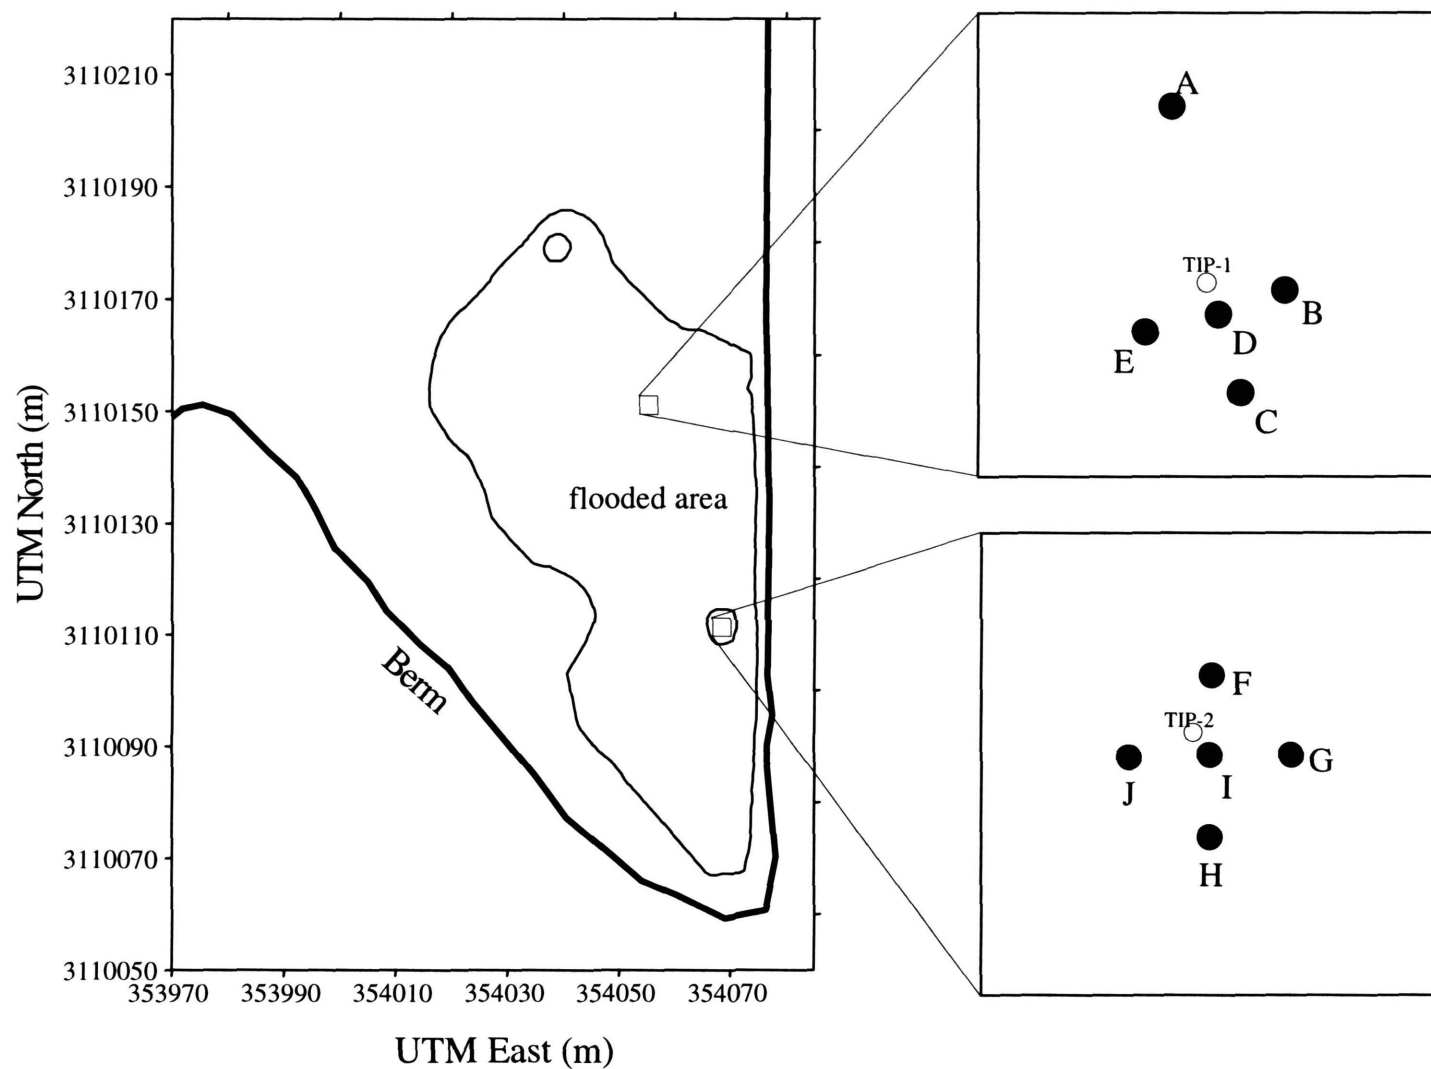 3110210
3110190
3110170
3110150
3110130
3110110
3110090
3110070
3110050
353970 353990 354010 354030 354050 354070
UTM North (m)
UTM East (m)
flooded area
Berm
A
TIP-1
B
D
E
C
F
TIP-2
G
J
I
H